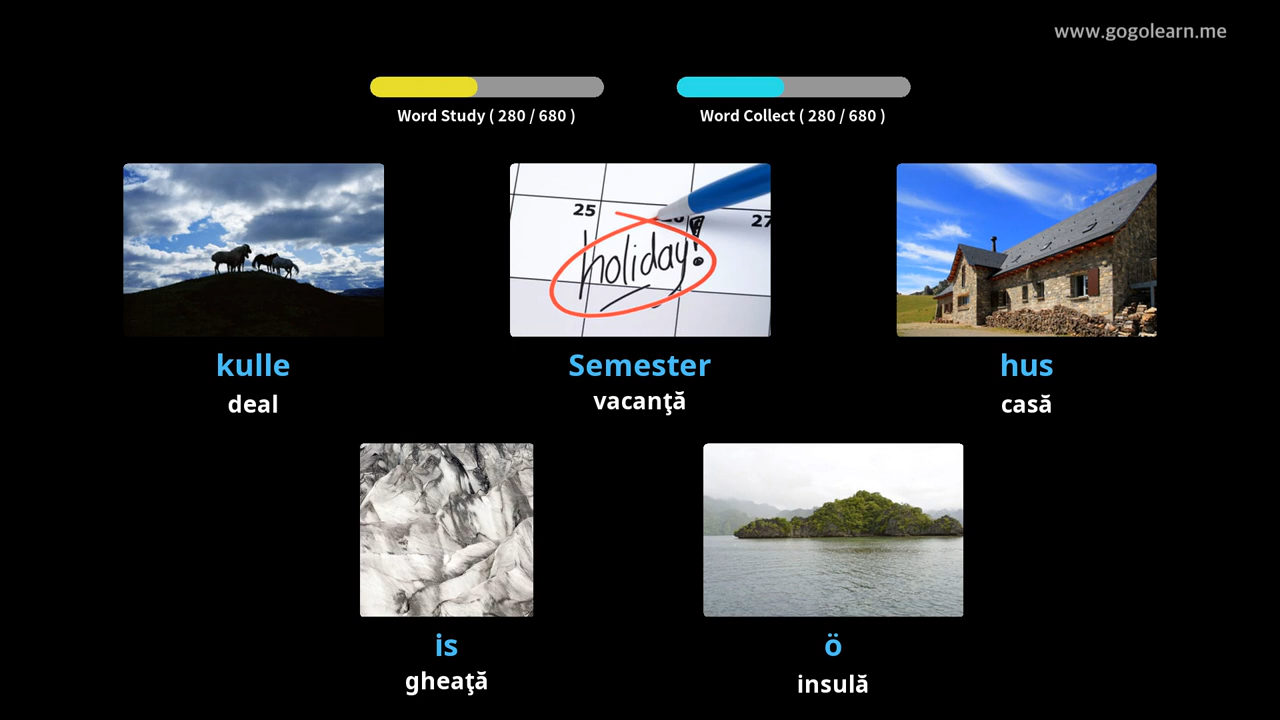 www.gogolearn.me
Word Study ( 280 / 680 )
Word Collect ( 280 / 680 )
25
27
holiday!
kulle
Semester
hus
deal
vacanţă
casă
is
ö
gheaţă
insulă